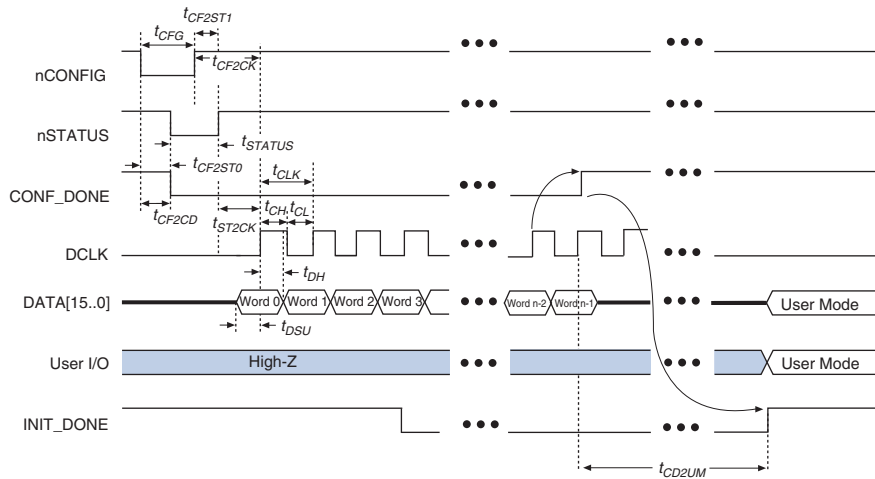 tCF2ST1
tCFG
tCF2CK
nCONFIG
nSTATUS
tSTATUS
tCF2ST0
tCLK
CONF_DONE
tCH tCL
tCF2CD
tST2CK
DCLK
tDH
DATA[15..0] Word 0 Word 1 Word 2 Word 3 Word n-2 Word n-1 User Mode
tDSU
User I/O High-Z User Mode
INIT_DONE
tCD2UM